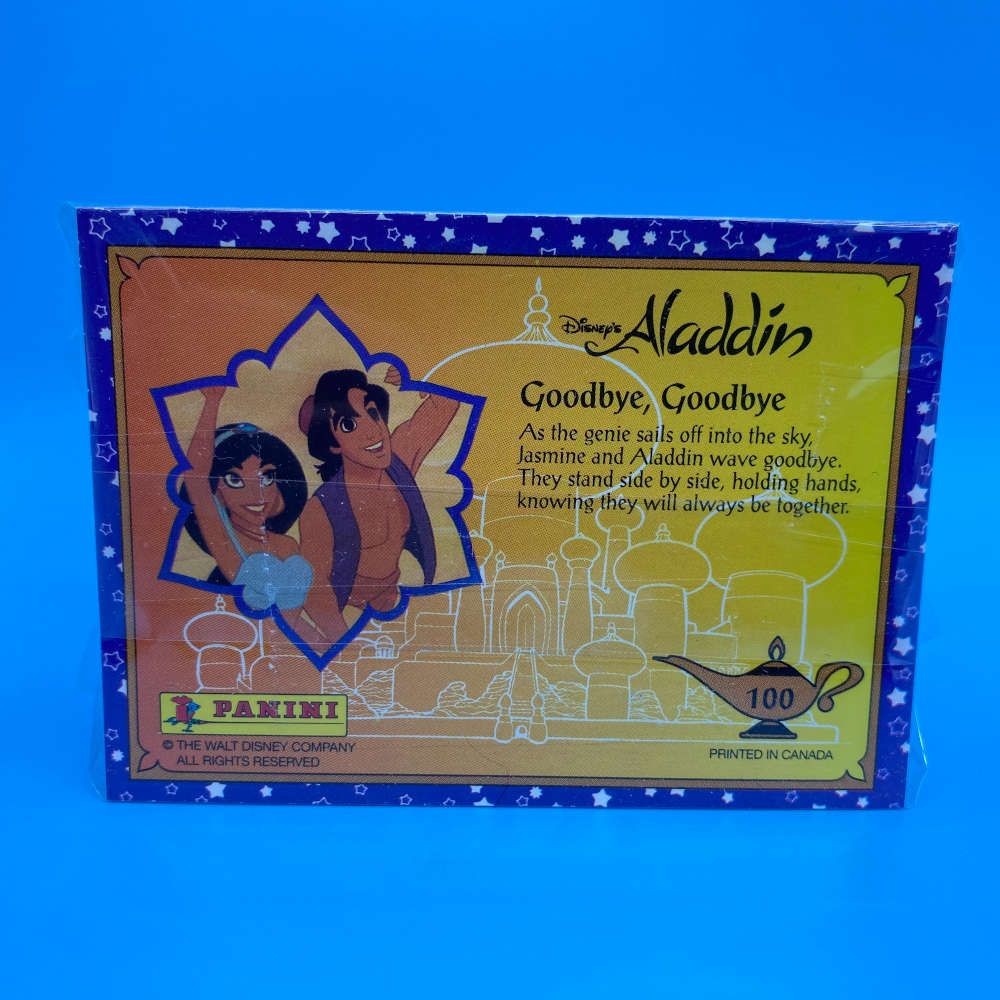 Disney's Aladdin
Goodbye, Goodbye
As the genie sails off into the sky,
Jasmine and Aladdin wave goodbye.
They stand side by side, holding hands,
knowing they will always be together.
100
PANINI
© THE WALT DISNEY COMPANY
ALL RIGHTS RESERVED
PRINTED IN CANADA